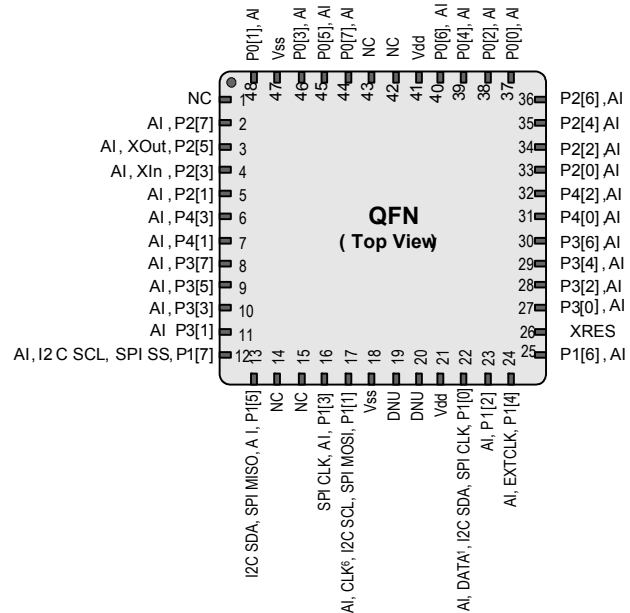 P0[1], AI
Vss
P0[3], AI
P0[5], AI
P0[7], AI
NC
NC
Vdd
P0[6], AI
P0[4], AI
P0[2], AI
P0[0], AI
48 47 46 45 44 43 42 41 40 39 38 37
NC 1
AI , P2[7] 2
AI , XOut, P2[5] 3
AI , XIn , P2[3] 4
AI , P2[1] 5
AI , P4[3] 6
AI , P4[1] 7
AI , P3[7] 8
AI , P3[5] 9
AI , P3[3] 10
AI P3[1] 11
AI, I2 C SCL, SPI SS, P1[7] 12
QFN
( Top View)
36 P2[6] ,AI
35 P2[4] ,AI
34 P2[2] ,AI
33 P2[0] ,AI
32 P4[2] ,AI
31 P4[0] ,AI
30 P3[6] ,AI
29 P3[4] ,AI
28 P3[2] ,AI
27 P3[0] , AI
26 XRES
25 P1[6] , AI
13 14 15 16 17 18 19 20 21 22 23 24
I2C SDA, SPI MISO, A I, P1[5]
NC
NC
SPI CLK, AI, P1[3]
AI, CLK⁶, I2C SCL, SPI MOSI, P1[1]
Vss
DNU
DNU
Vdd
AI, DATA¹, I2C SDA, SPI CLK, P1[0]
AI, P1[2]
AI, EXTCLK, P1[4]